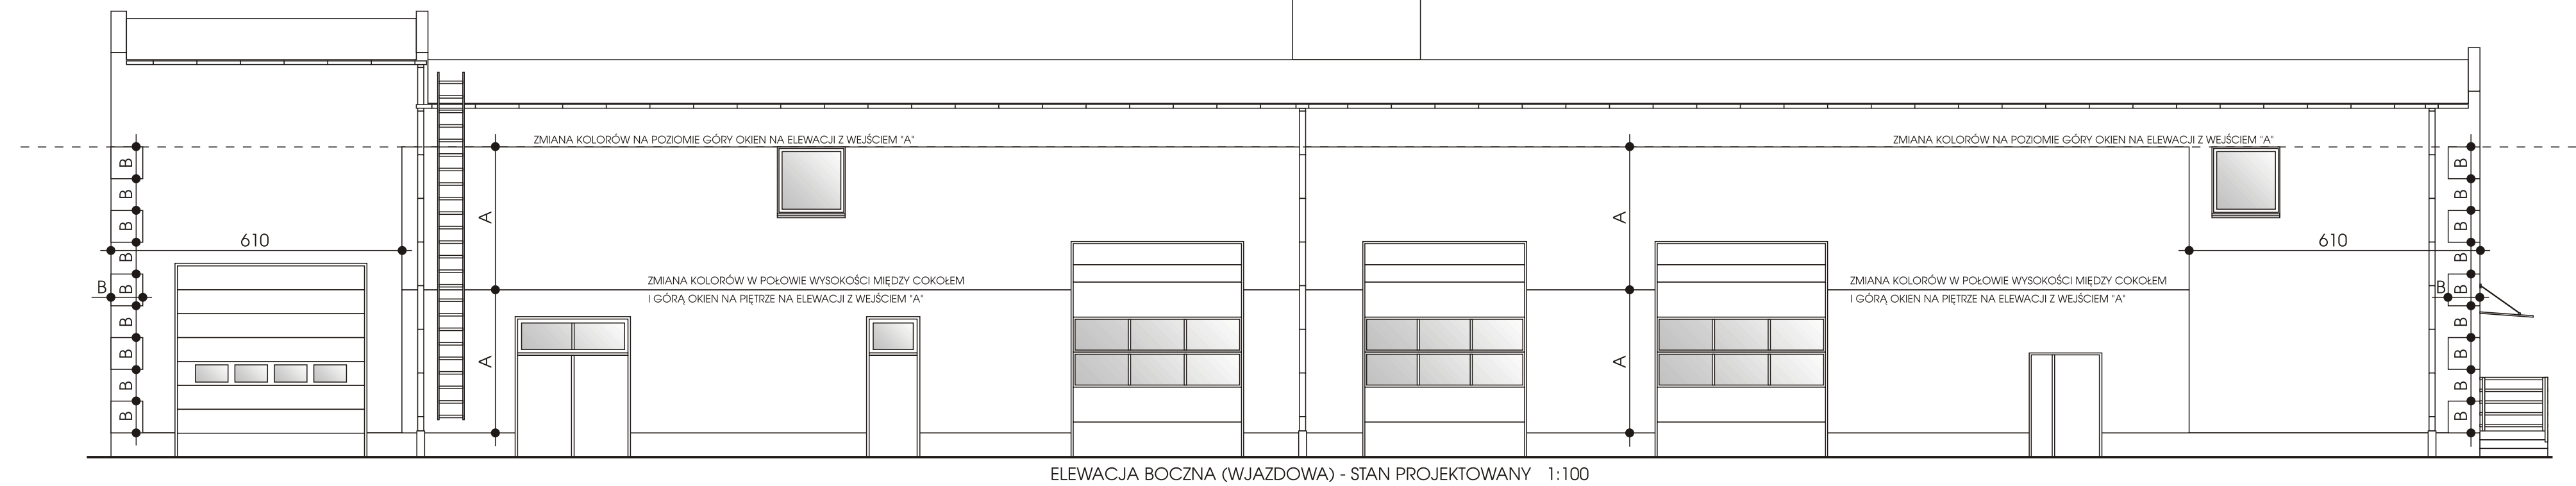 ZMIANA KOLORÓW NA POZIOMIE GÓRY OKIEN NA ELEWACJI Z WEJŚCIEM "A"
ZMIANA KOLORÓW NA POZIOMIE GÓRY OKIEN NA ELEWACJI Z WEJŚCIEM "A"
B
B
B
B
B
B
B
B
B
B
610
A
A
ZMIANA KOLORÓW W POŁOWIE WYSOKOŚCI MIĘDZY COKOŁEM
I GÓRĄ OKIEN NA PIĘTRZE NA ELEWACJI Z WEJŚCIEM "A"
A
A
ZMIANA KOLORÓW W POŁOWIE WYSOKOŚCI MIĘDZY COKOŁEM
I GÓRĄ OKIEN NA PIĘTRZE NA ELEWACJI Z WEJŚCIEM "A"
610
B
B
B
B
B
B
B
B
B
B
ELEWACJA BOCZNA (WJAZDOWA) - STAN PROJEKTOWANY 1:100